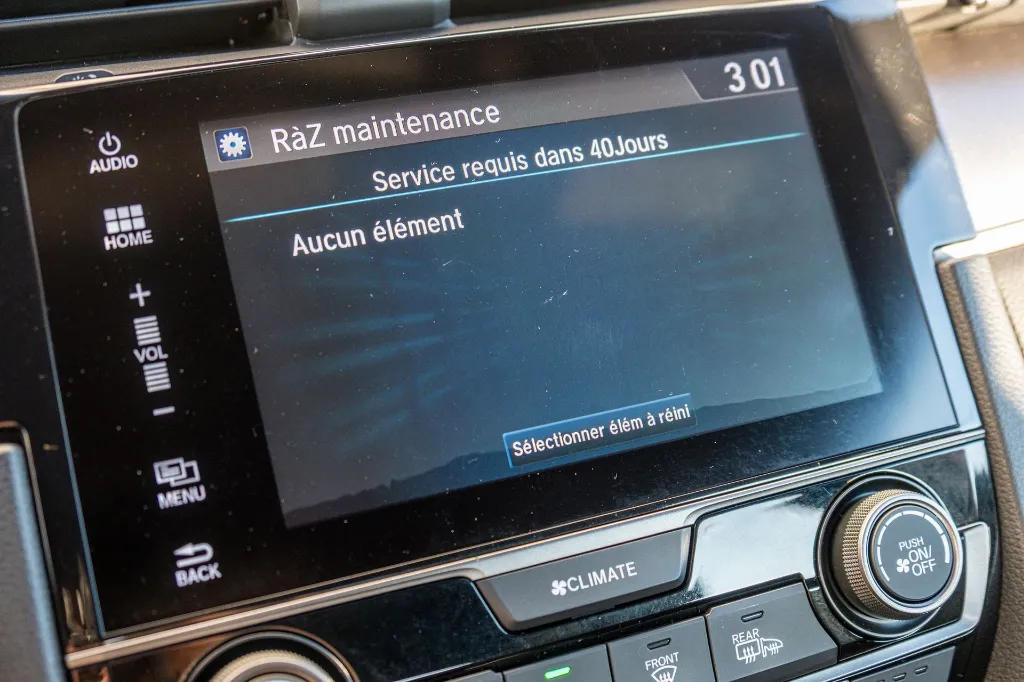 3 01
RàZ maintenance
Service requis dans 40Jours
Aucun élément
Sélectionner élém à réini
AUDIO
HOME
+
VOL
−
MENU
BACK
CLIMATE
PUSH
ON/
OFF
FRONT
REAR